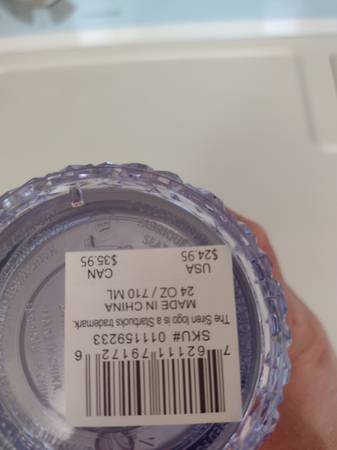 7 62111 79172 6
SKU# 011159233
The Siren logo is a Starbucks trademark.
MADE IN CHINA
24 OZ / 710 ML
USA CAN
$24.95 $35.95